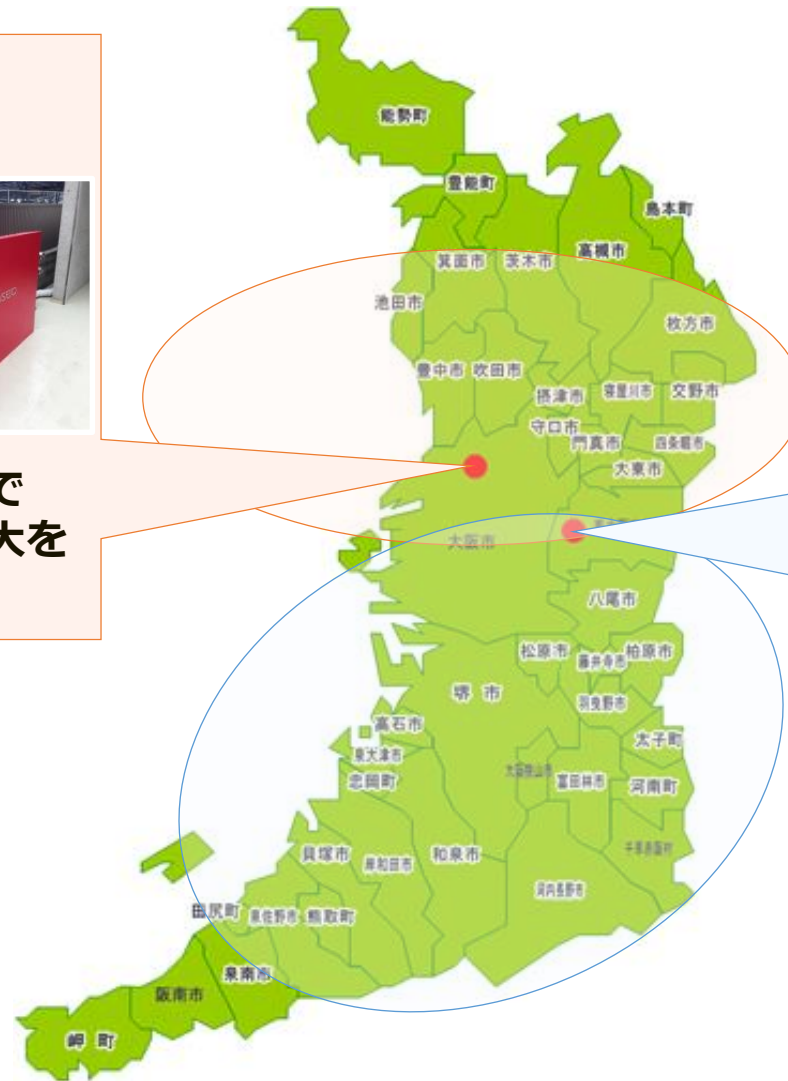 能勢町
豊能町
島本町
高槻市
箕面市
茨木市
池田市
枚方市
豊中市
吹田市
摂津市
寝屋川市
交野市
守口市
門真市
四条畷市
大東市
で
大を
大阪市
八尾市
松原市
藤井寺市
柏原市
堺 市
羽曳野市
高石市
太子町
泉大津市
忠岡町
大阪狭山市
富田林市
河南町
貝塚市
岸和田市
和泉市
千早赤阪村
河内長野市
田尻町
泉佐野市
熊取町
泉南市
阪南市
岬 町